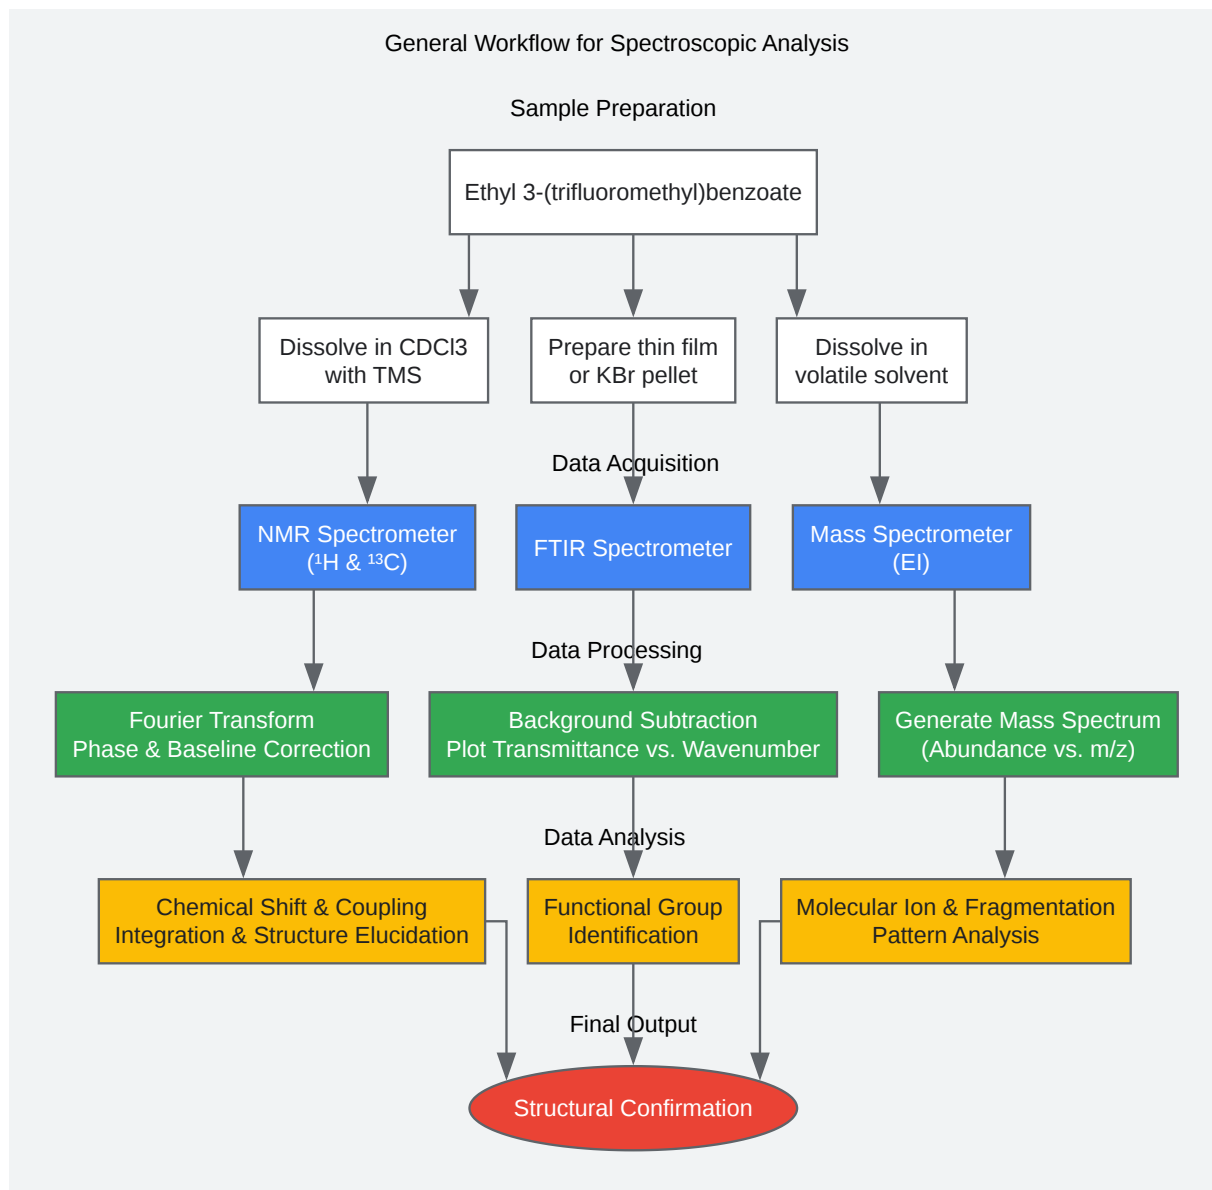 General Workflow for Spectroscopic Analysis
Sample Preparation
Ethyl 3-(trifluoromethyl)benzoate
Dissolve in CDCl3
with TMS
Prepare thin film
or KBr pellet
Dissolve in
volatile solvent
Data Acquisition
NMR Spectrometer
(¹H & ¹³C)
FTIR Spectrometer
Mass Spectrometer
(EI)
Data Processing
Fourier Transform
Phase & Baseline Correction
Background Subtraction
Plot Transmittance vs. Wavenumber
Generate Mass Spectrum
(Abundance vs. m/z)
Data Analysis
Chemical Shift & Coupling
Integration & Structure Elucidation
Functional Group
Identification
Molecular Ion & Fragmentation
Pattern Analysis
Final Output
Structural Confirmation